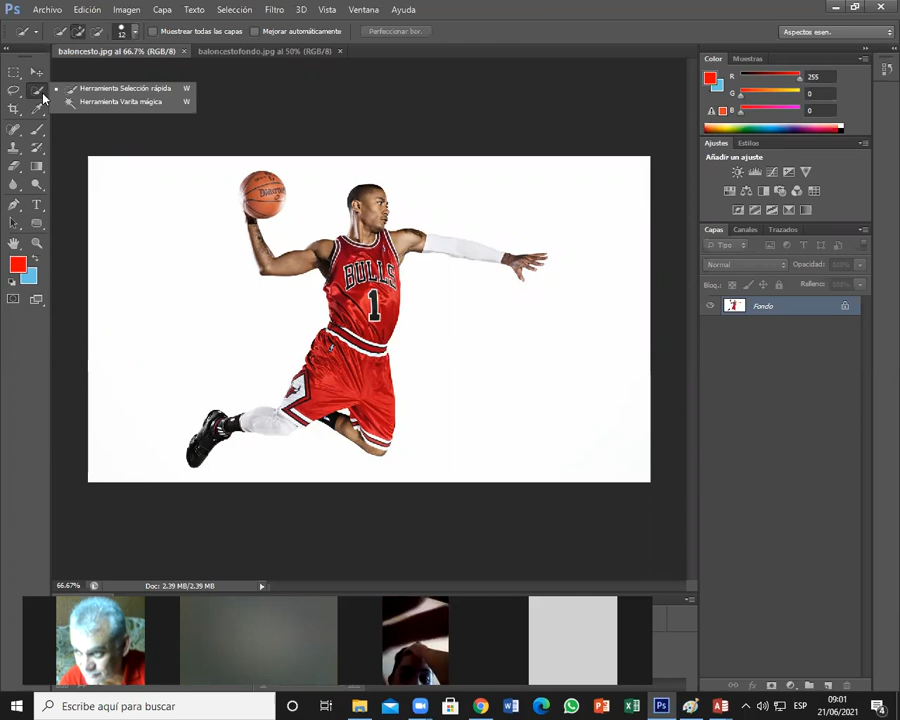 Ps Archivo Edición Imagen Capa Texto Selección Filtro 3D Vista Ventana Ayuda
12 Muestrear todas las capas Mejorar automáticamente Perfeccionar bor. Aspectos esen.
baloncesto.jpg al 66.7% (RGB/8) × baloncestofondo.jpg al 50% (RGB/8) ×
Herramienta Selección rápida W
Herramienta Varita mágica W
Color Muestras
R 255
G 0
B 0
Ajustes Estilos
Añadir un ajuste
Capas Canales Trazados
Tipo
Normal Opacidad: 100%
Bloq.: Relleno: 100%
Fondo
BULLS
1
66.67% Doc: 2.39 MB/2.39 MB
Escribe aquí para buscar
ESP
09:01
21/06/2021
4